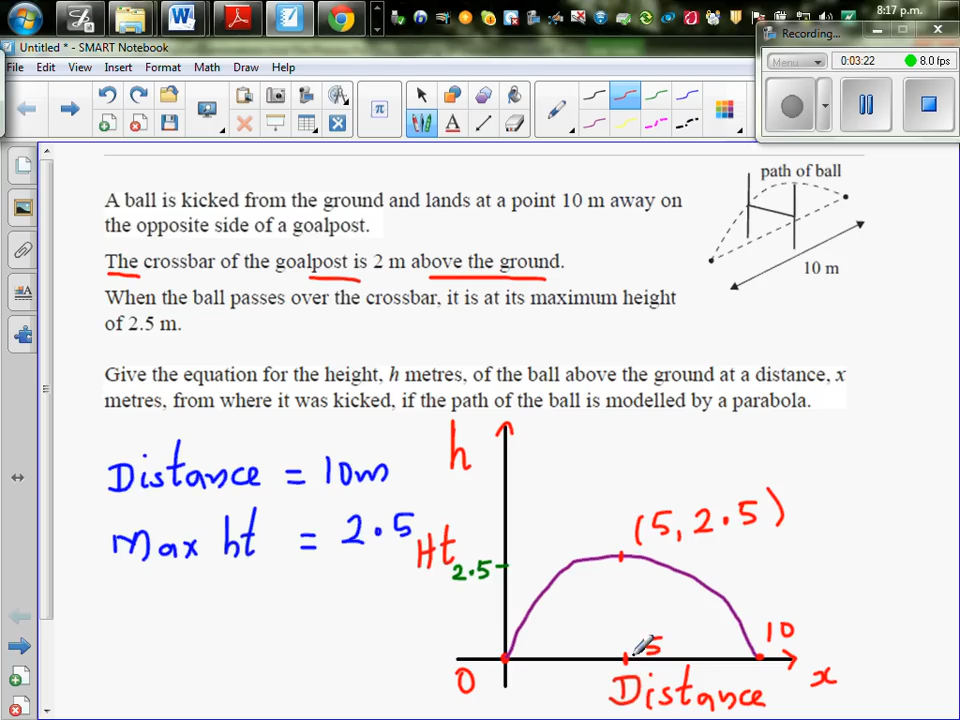 8:17 p.m.
Untitled * - SMART Notebook
Recording...
File Edit View Insert Format Math Draw Help
Menu 00:03:22 8.0 fps
path of ball
A ball is kicked from the ground and lands at a point 10 m away on
the opposite side of a goalpost.
The crossbar of the goalpost is 2 m above the ground.
10 m
When the ball passes over the crossbar, it is at its maximum height
of 2.5 m.
Give the equation for the height, h metres, of the ball above the ground at a distance, x
metres, from where it was kicked, if the path of the ball is modelled by a parabola.
h
Distance = 10m
(5, 2.5)
Max ht = 2.5
Ht
2.5
10
5
0
Distance
x